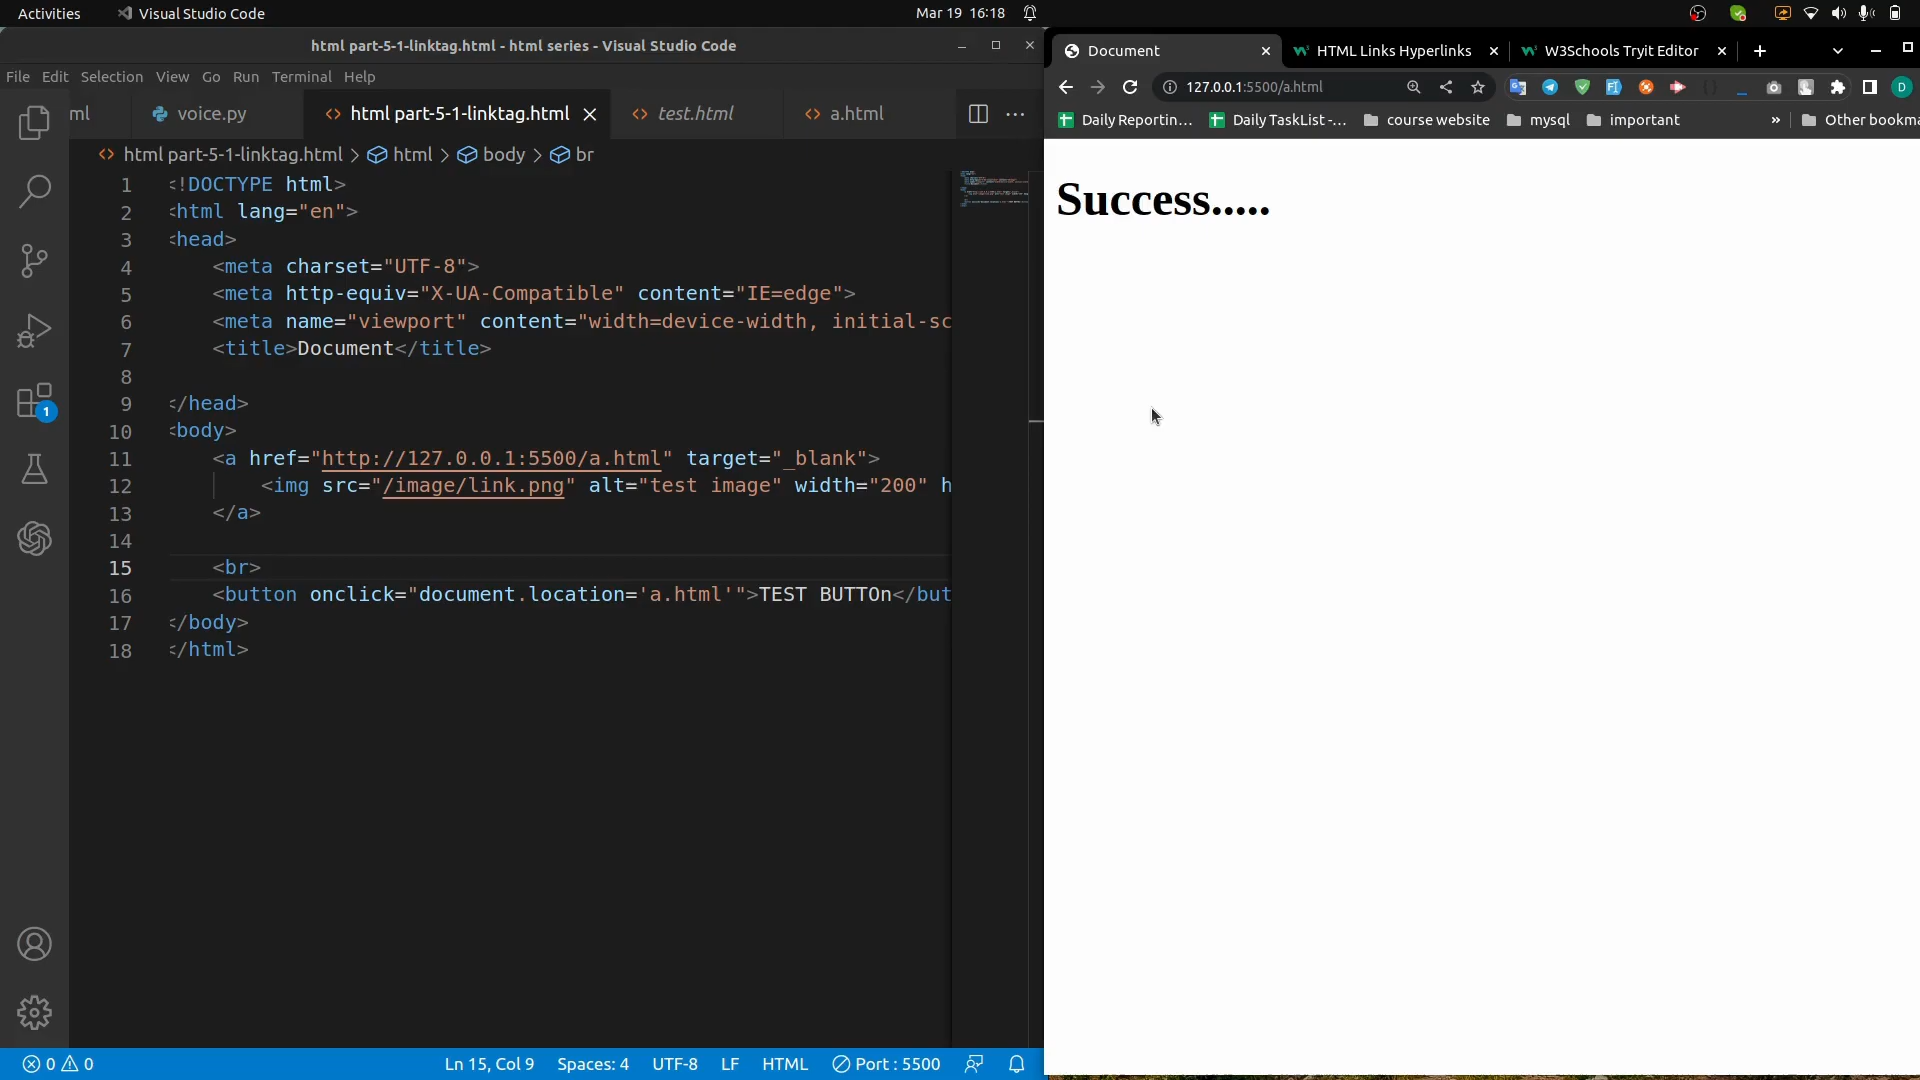 Activities
Visual Studio Code
Mar 19 16:18
html part-5-1-linktag.html - html series - Visual Studio Code
File Edit Selection View Go Run Terminal Help
ml
voice.py
html part-5-1-linktag.html
test.html
a.html
html part-5-1-linktag.html > html > body > br
1 <!DOCTYPE html>
2 <html lang="en">
3 <head>
4 <meta charset="UTF-8">
5 <meta http-equiv="X-UA-Compatible" content="IE=edge">
6 <meta name="viewport" content="width=device-width, initial-sc
7 <title>Document</title>
8
9 </head>
10 <body>
11 <a href="http://127.0.0.1:5500/a.html" target="_blank">
12 <img src="/image/link.png" alt="test image" width="200" h
13 </a>
14
15 <br>
16 <button onclick="document.location='a.html'">TEST BUTTOn</but
17 </body>
18 </html>
1
0 0
Ln 15, Col 9
Spaces: 4
UTF-8
LF
HTML
Port : 5500
Document
HTML Links Hyperlinks
W3Schools Tryit Editor
127.0.0.1:5500/a.html
D
Daily Reportin...
Daily TaskList -...
course website
mysql
important
»
Other bookma
Success.....